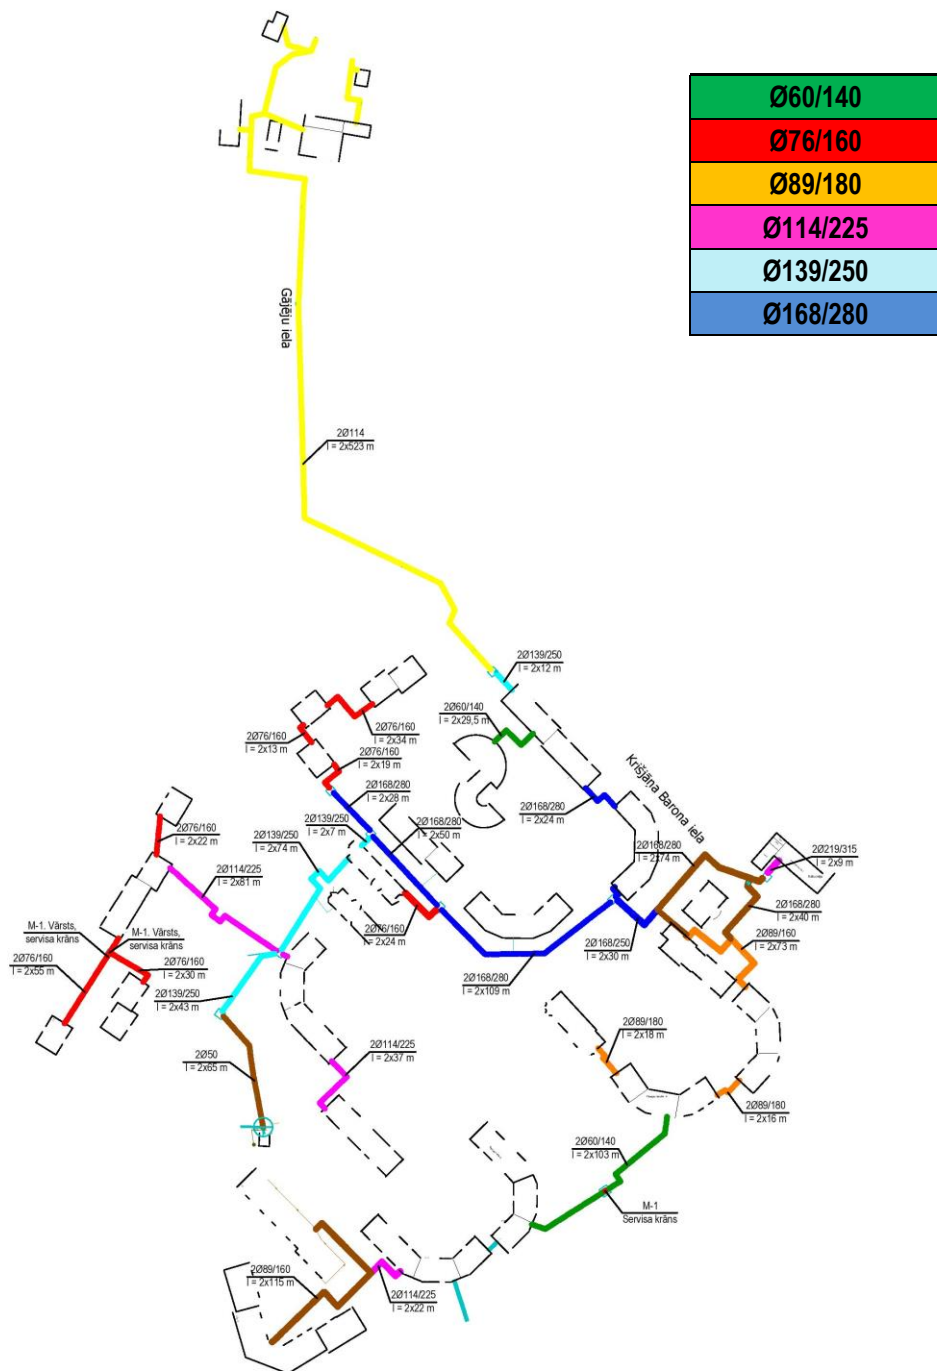 Ø60/140
Ø76/160
Ø89/180
Ø114/225
Ø139/250
Ø168/280
Gājēju iela
2Ø114
l = 2x523 m
2Ø139/250
l = 2x12 m
2Ø60/140
l = 2x29,5 m
2Ø76/160
l = 2x34 m
2Ø76/160
l = 2x13 m
2Ø76/160
l = 2x19 m
Krišjāņa Barona iela
2Ø168/280
l = 2x28 m
2Ø168/280
l = 2x24 m
2Ø139/250
l = 2x7 m
2Ø168/280
l = 2x50 m
2Ø76/160
l = 2x22 m
2Ø139/250
l = 2x74 m
2Ø168/280
l = 2x74 m
2Ø219/315
l = 2x9 m
2Ø114/225
l = 2x81 m
2Ø168/280
l = 2x40 m
M-1. Vārsts,
servisa krāns
M-1. Vārsts,
servisa krāns
2Ø76/160
l = 2x24 m
2Ø168/250
l = 2x30 m
2Ø89/160
l = 2x73 m
2Ø76/160
l = 2x55 m
2Ø76/160
l = 2x30 m
2Ø168/280
l = 2x109 m
2Ø139/250
l = 2x43 m
2Ø89/180
l = 2x18 m
2Ø50
l = 2x65 m
2Ø114/225
l = 2x37 m
2Ø89/180
l = 2x16 m
2Ø60/140
l = 2x103 m
M-1
Servisa krāns
2Ø89/160
l = 2x115 m
2Ø114/225
l = 2x22 m